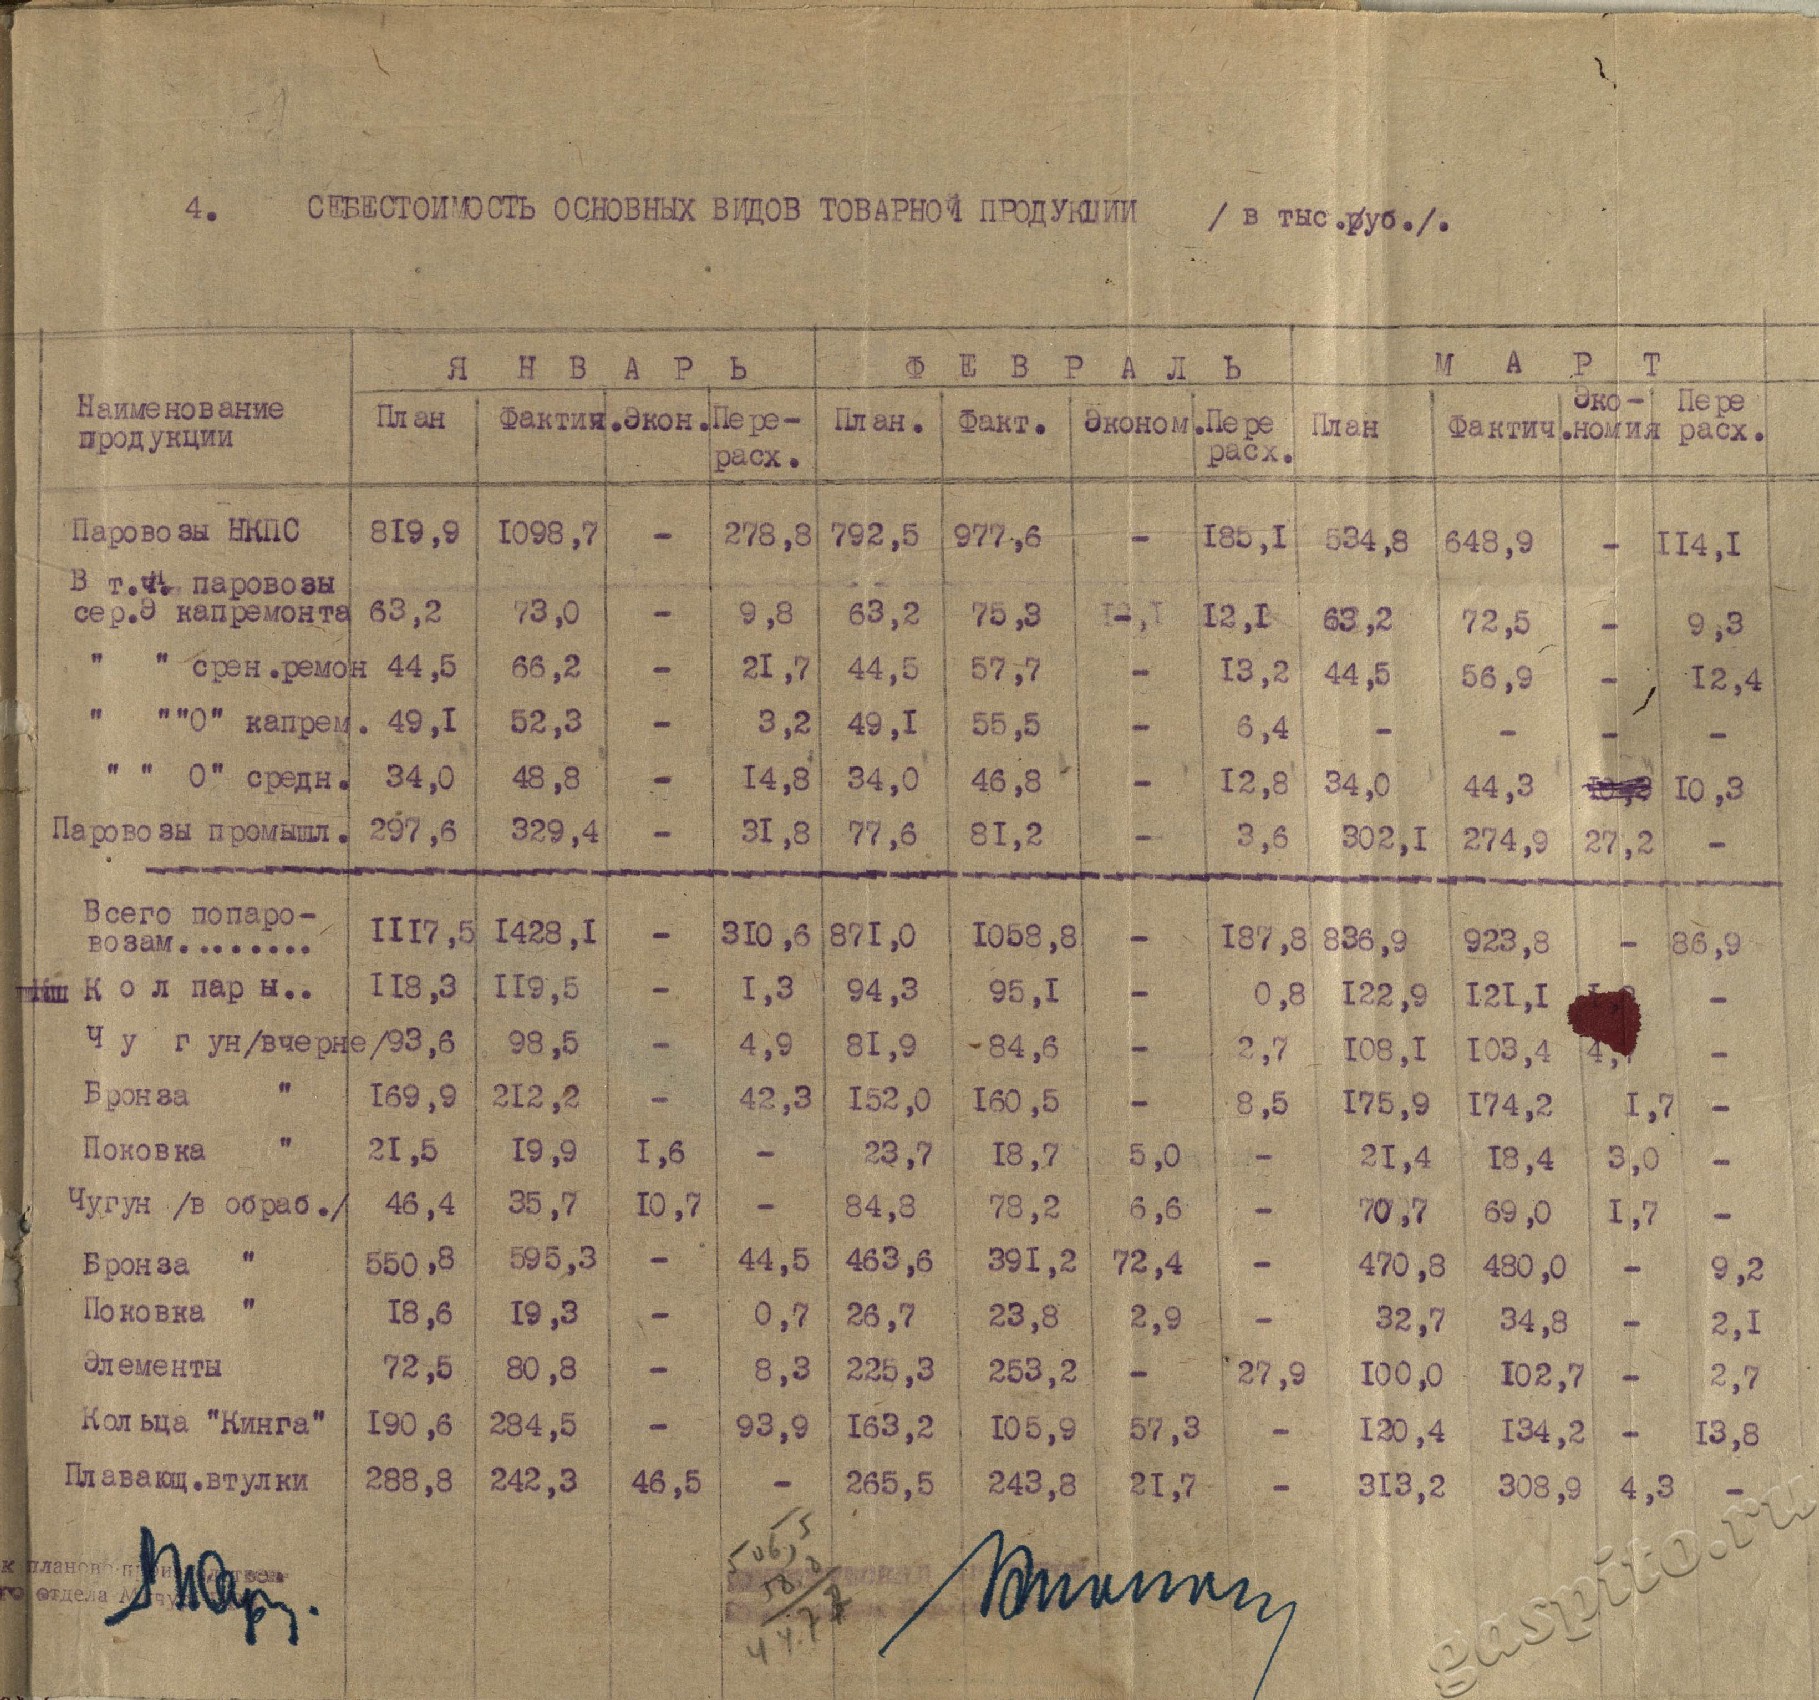 4. СЕБЕСТОИМОСТЬ ОСНОВНЫХ ВИДОВ ТОВАРНОЙ ПРОДУКЦИИ / в тыс.руб./.
Я Н В А Р Ь Ф Е В Р А Л Ь М А Р Т
Наименование продукции План Фактич. Экон. Пере-расх. План. Факт. Эконом. Пере расх. План Фактич. Эко-номия Пере расх.
Паровозы НКПС 819,9 1098,7 - 278,8 792,5 977,6 - 185,1 534,8 648,9 - 114,1
В т.ч. паровозы
сер.Э капремонта 63,2 73,0 - 9,8 63,2 75,3 - 12,1 63,2 72,5 - 9,3
" " срен.ремон 44,5 66,2 - 21,7 44,5 57,7 - 13,2 44,5 56,9 - 12,4
" ""О" капрем. 49,1 52,3 - 3,2 49,1 55,5 - 6,4 - - - -
" " О" средн. 34,0 48,8 - 14,8 34,0 46,8 - 12,8 34,0 44,3 10,3 10,3
Паровозы промышл. 297,6 329,4 - 31,8 77,6 81,2 - 3,6 302,1 274,9 27,2 -
Всего попаро-
возам........ 1117,5 1428,1 - 310,6 871,0 1058,8 - 187,8 836,9 923,8 - 86,9
К о л пары.. 118,3 119,5 - 1,3 94,3 95,1 - 0,8 122,9 121,1 -
Ч у г ун/вчерне/ 93,6 98,5 - 4,9 81,9 84,6 - 2,7 108,1 103,4 4,7 -
Бронза " 169,9 212,2 - 42,3 152,0 160,5 - 8,5 175,9 174,2 1,7 -
Поковка " 21,5 19,9 1,6 - 23,7 18,7 5,0 - 21,4 18,4 3,0 -
Чугун /в обраб./ 46,4 35,7 10,7 - 84,8 78,2 6,6 - 70,7 69,0 1,7 -
Бронза " 550,8 595,3 - 44,5 463,6 391,2 72,4 - 470,8 480,0 - 9,2
Поковка " 18,6 19,3 - 0,7 26,7 23,8 2,9 - 32,7 34,8 - 2,1
Элементы 72,5 80,8 - 8,3 225,3 253,2 - 27,9 100,0 102,7 - 2,7
Кольца "Кинга" 190,6 284,5 - 93,9 163,2 105,9 57,3 - 120,4 134,2 - 13,8
Плавающ.втулки 288,8 242,3 46,5 - 265,5 243,8 21,7 - 313,2 308,9 4,3 -
отдела
gaspito.ru